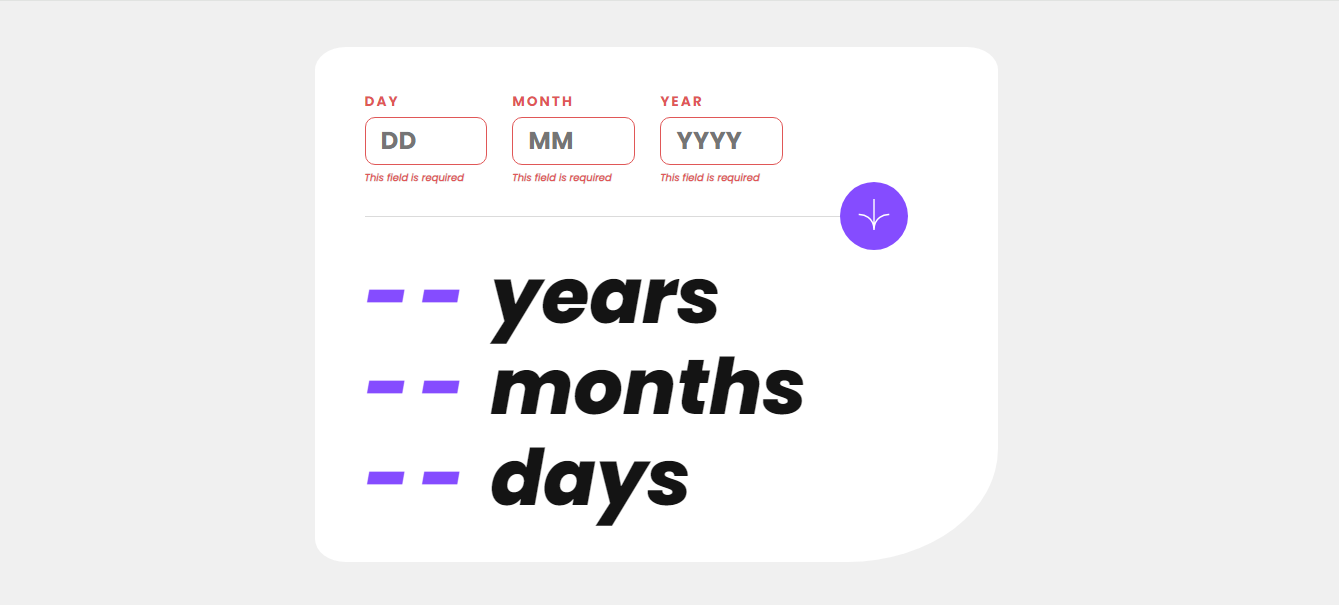 DAY MONTH YEAR
DD MM YYYY
This field is required This field is required This field is required
-- years
-- months
-- days